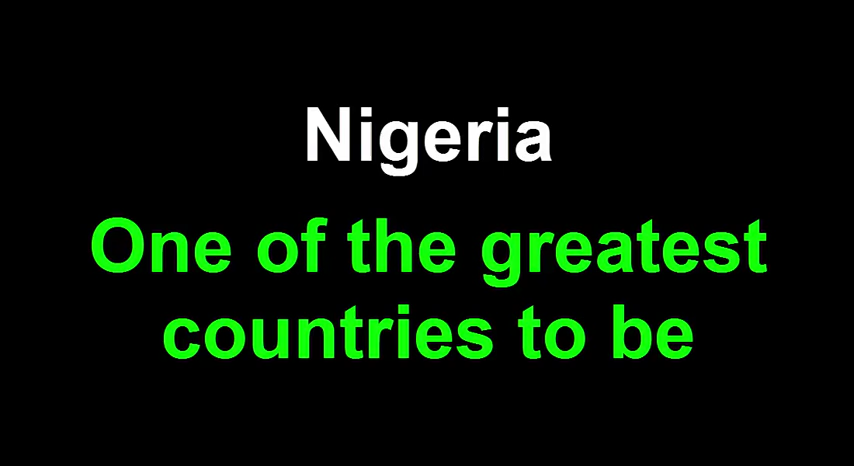 Nigeria
One of the greatest
countries to be